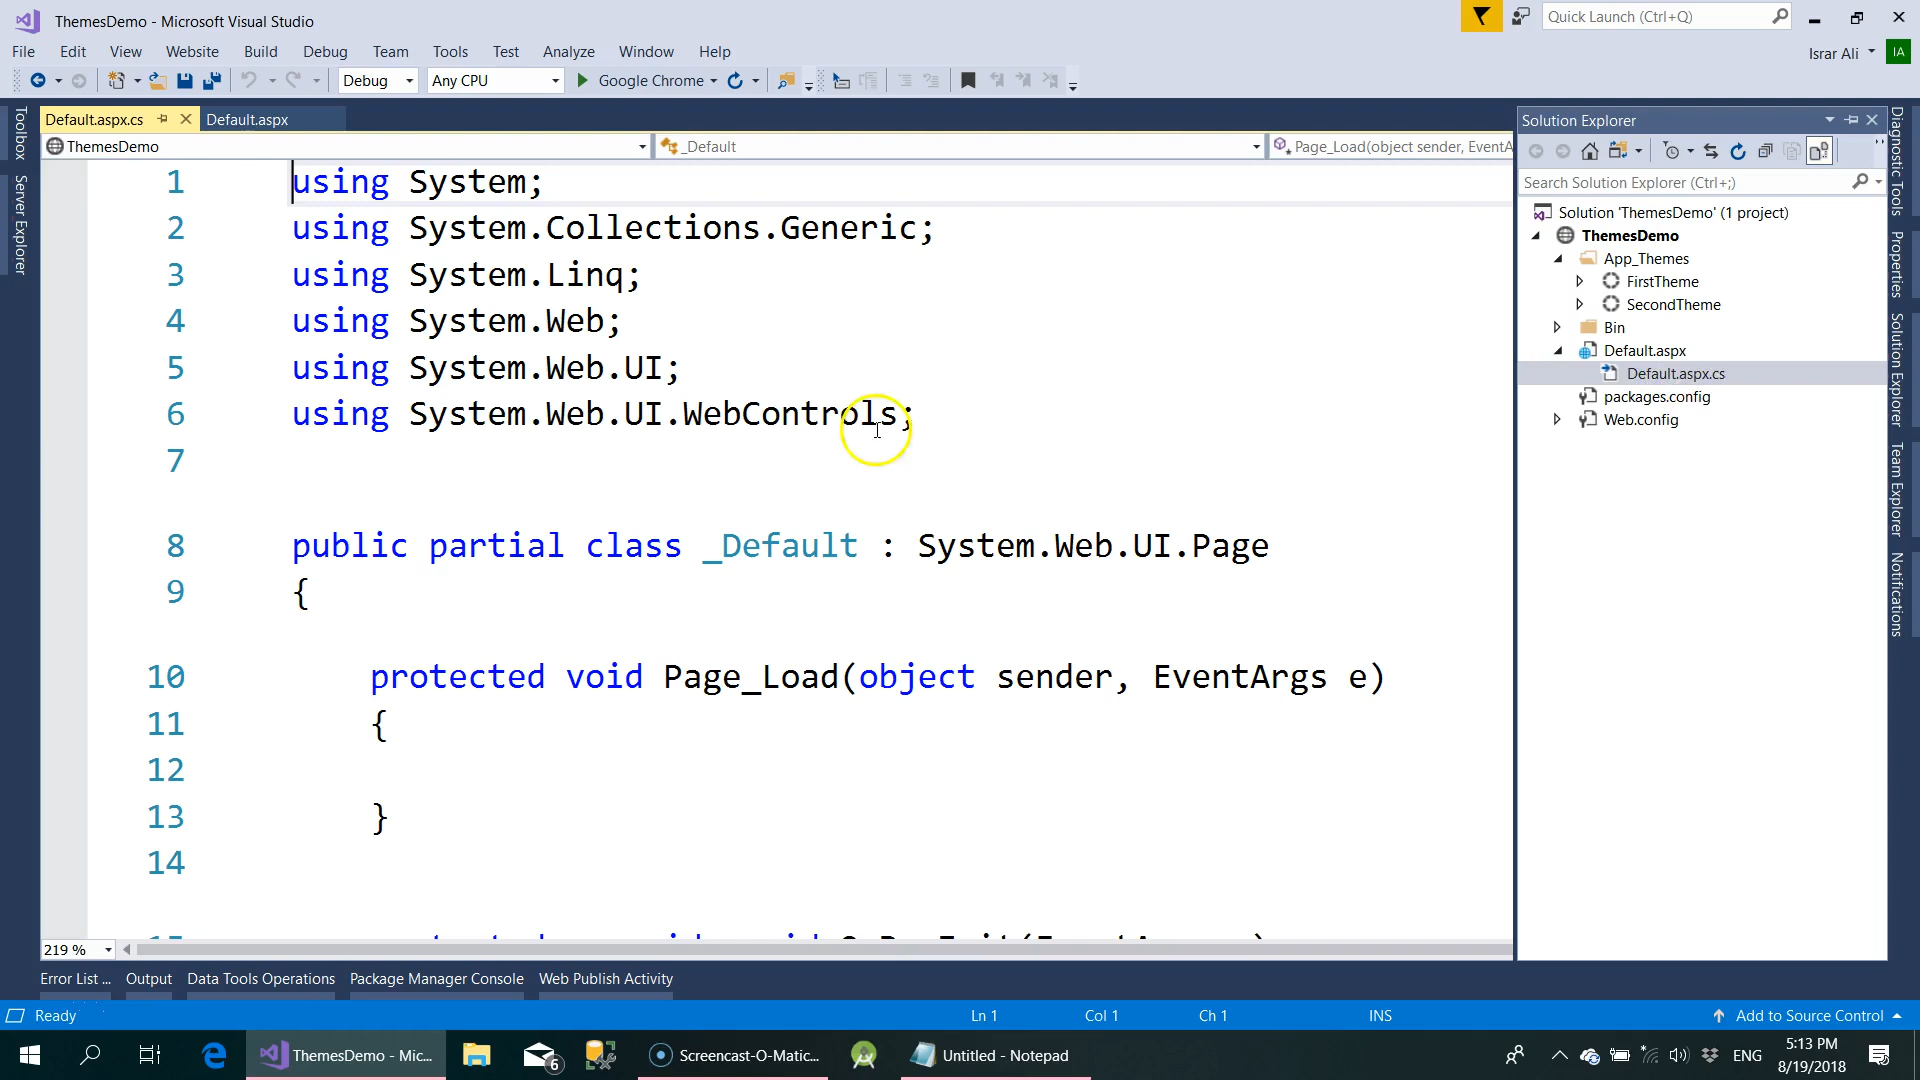 ThemesDemo - Microsoft Visual Studio
Quick Launch (Ctrl+Q)
File Edit View Website Build Debug Team Tools Test Analyze Window Help
Israr Ali IA
Debug Any CPU Google Chrome
Default.aspx.cs Default.aspx
ThemesDemo _Default Page_Load(object sender, EventA
Toolbox
Server Explorer
1 using System;
2 using System.Collections.Generic;
3 using System.Linq;
4 using System.Web;
5 using System.Web.UI;
6 using System.Web.UI.WebControls;
7
8 public partial class _Default : System.Web.UI.Page
9 {
10 protected void Page_Load(object sender, EventArgs e)
11 {
12
13 }
14
219 %
Solution Explorer
Search Solution Explorer (Ctrl+;)
Solution 'ThemesDemo' (1 project)
ThemesDemo
App_Themes
FirstTheme
SecondTheme
Bin
Default.aspx
Default.aspx.cs
packages.config
Web.config
Diagnostic Tools
Properties
Solution Explorer
Team Explorer
Notifications
Error List ... Output Data Tools Operations Package Manager Console Web Publish Activity
Ready Ln 1 Col 1 Ch 1 INS Add to Source Control
ThemesDemo - Mic... 6 Screencast-O-Matic... Untitled - Notepad ENG
5:13 PM
8/19/2018